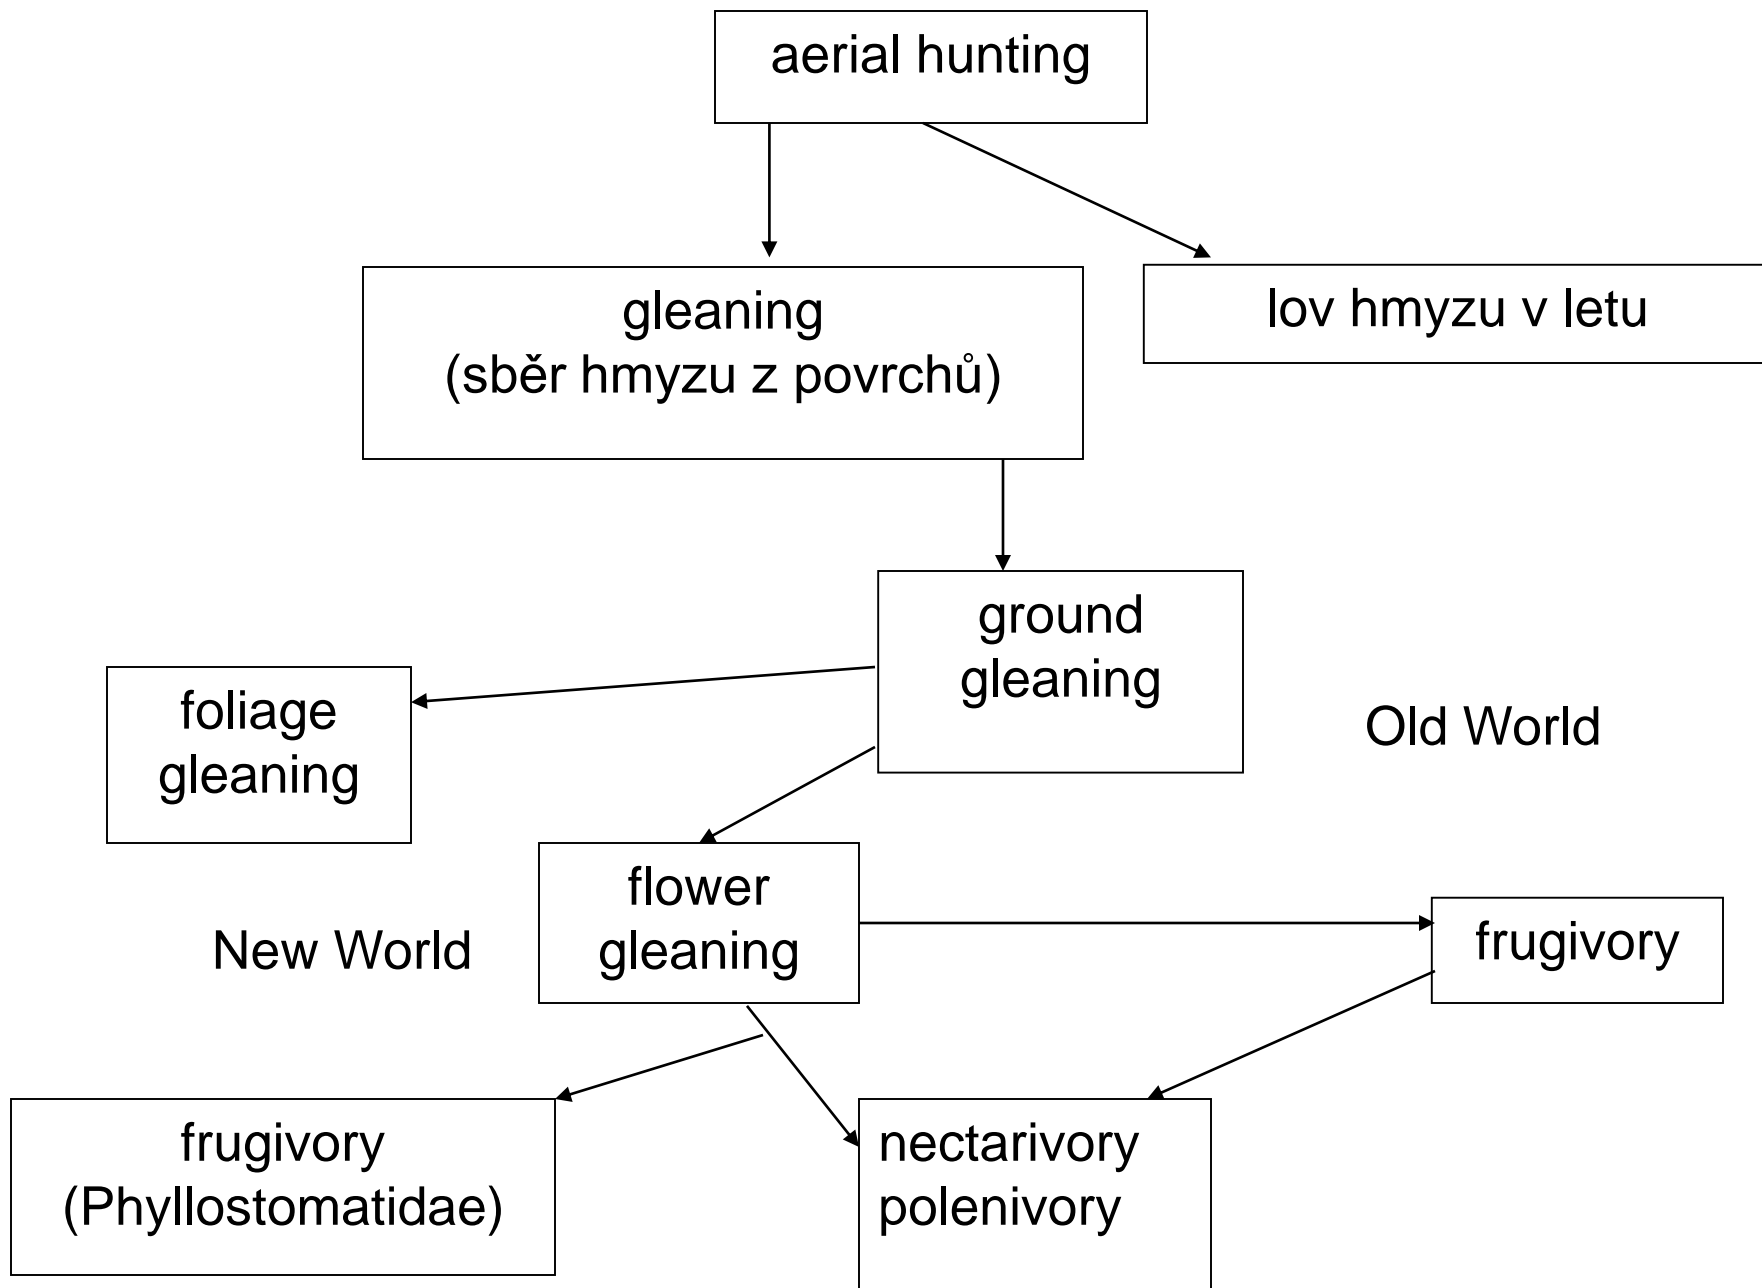 aerial hunting
gleaning
(sběr hmyzu z povrchů)
lov hmyzu v letu
ground
gleaning
foliage
gleaning
Old World
flower
gleaning
New World
frugivory
frugivory
(Phyllostomatidae)
nectarivory
polenivory